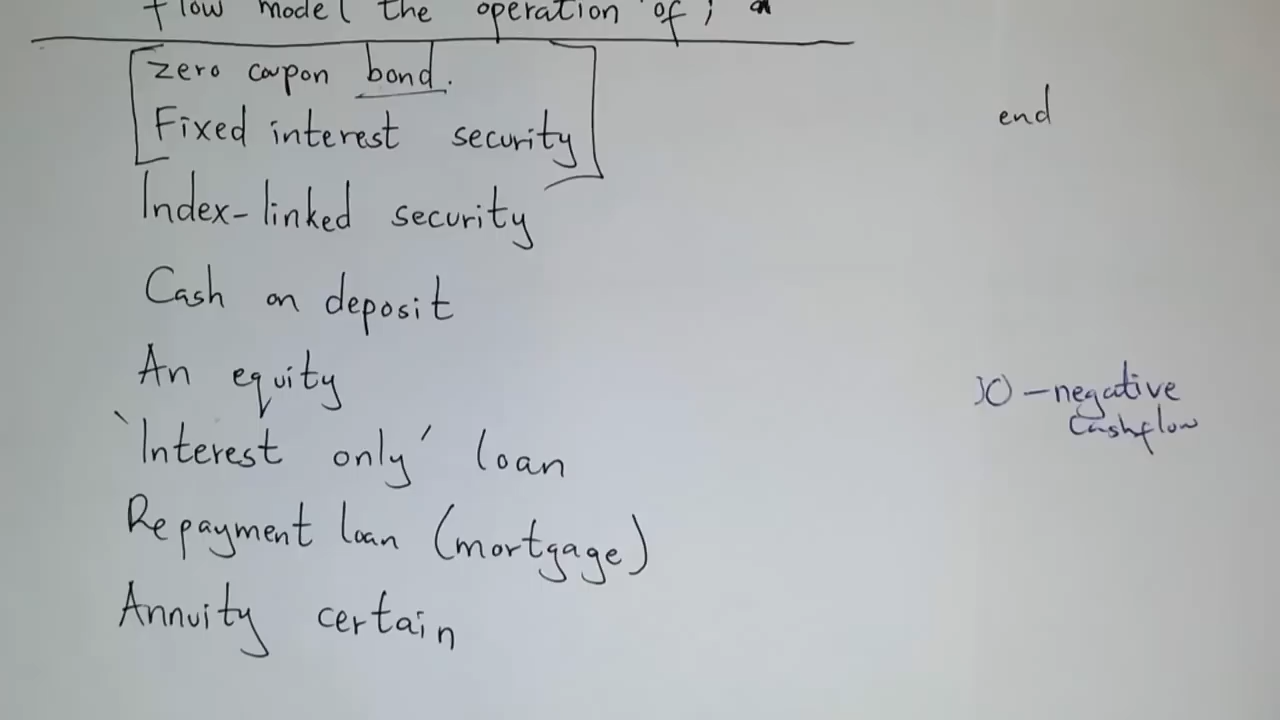 flow model the operation of ; a
zero coupon bond.
Fixed interest security
end
Index-linked security
Cash on deposit
An equity
- negative
cashflow
'Interest only' loan
Repayment loan (mortgage)
Annuity certain